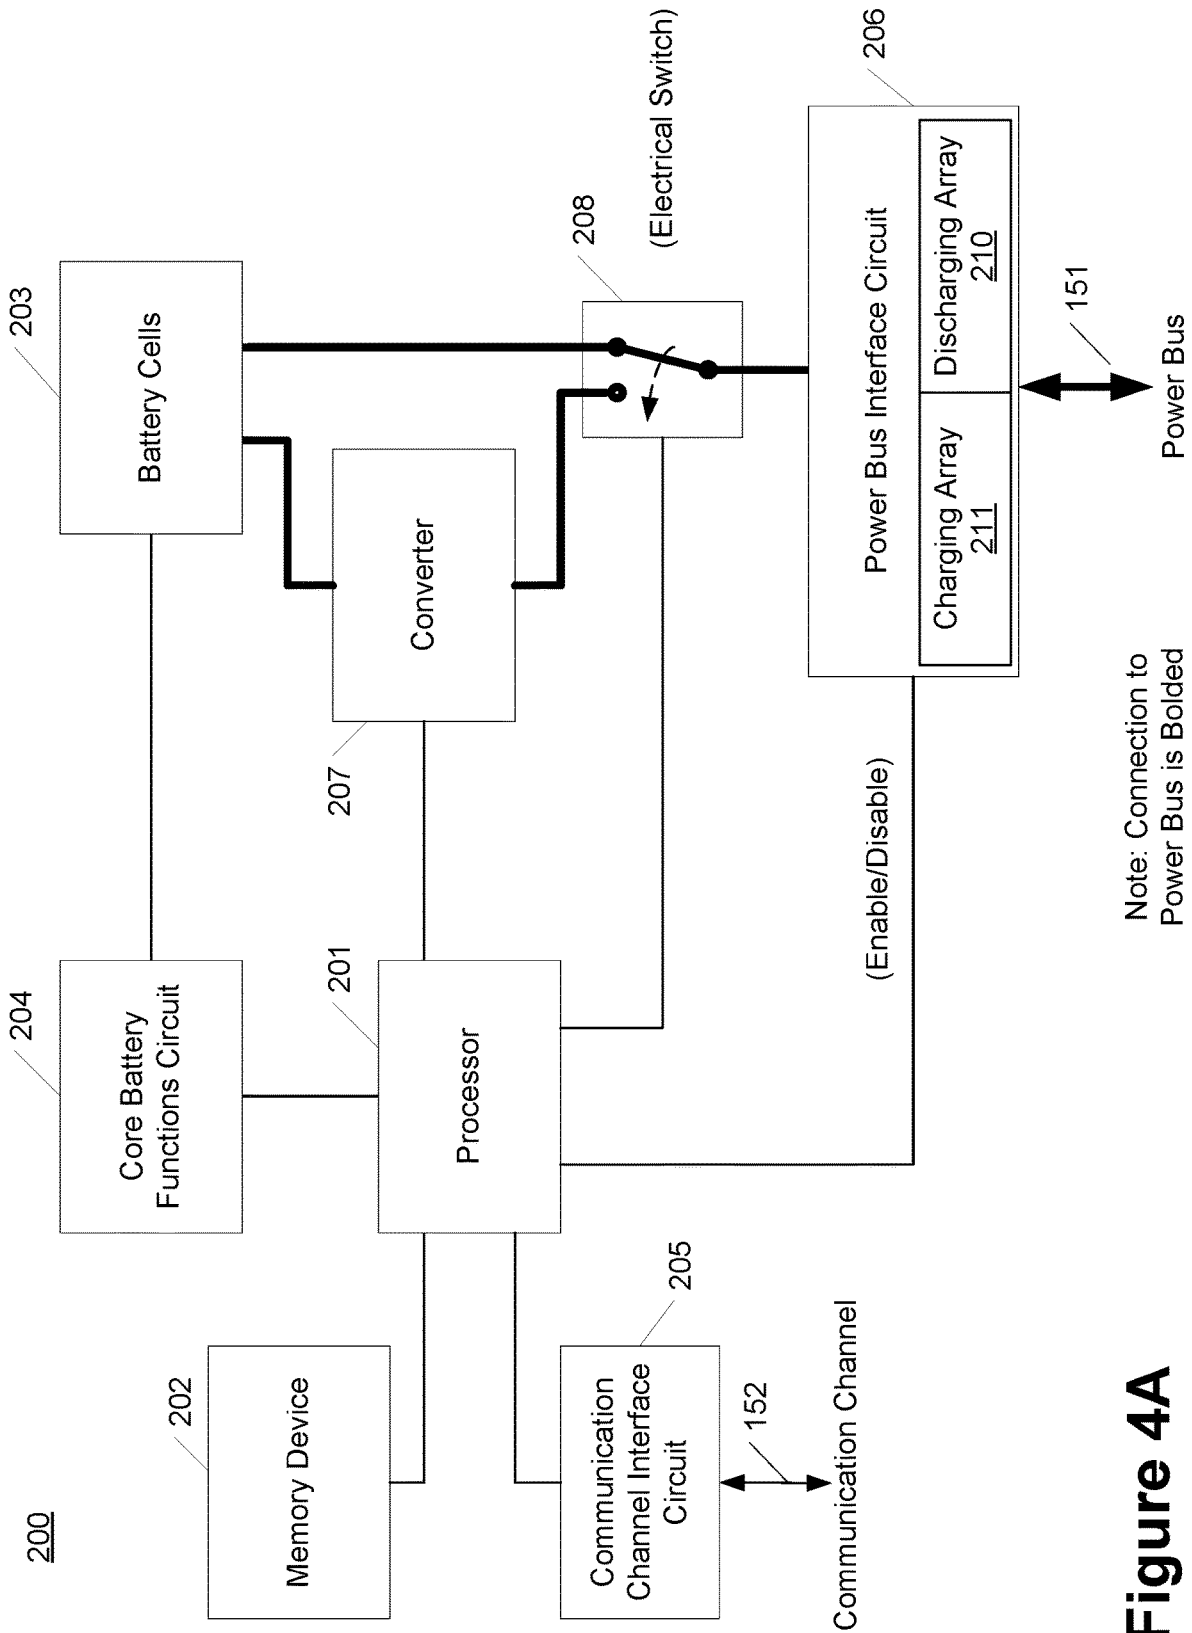 200
202
Memory Device
204
Core Battery
Functions Circuit
203
Battery Cells
201
Processor
207
Converter
205
Communication
Channel Interface
Circuit
152
Communication Channel
208
(Electrical Switch)
(Enable/Disable)
206
Power Bus Interface Circuit
Charging Array
211
Discharging Array
210
151
Power Bus
Note: Connection to
Power Bus is Bolded
Figure 4A